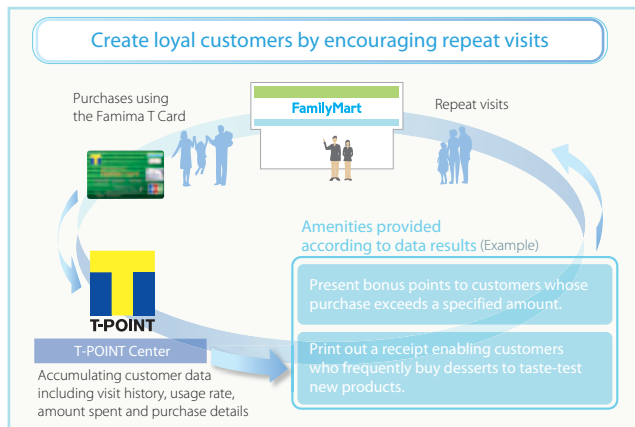 Create loyal customers by encouraging repeat visits
Purchases using
the Famima T Card
FamilyMart
Repeat visits
T
Amenities provided
according to data results (Example)
Present bonus points to customers whose
purchase exceeds a specified amount.
Print out a receipt enabling customers
who frequently buy desserts to taste-test
new products.
T-POINT
T-POINT Center
Accumulating customer data
including visit history, usage rate,
amount spent and purchase details